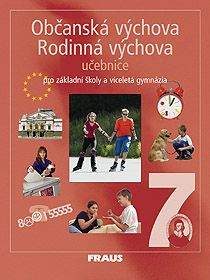 Občanská výchova
Rodinná výchova
učebnice
pro základní školy a víceletá gymnázia
7
FRAUS